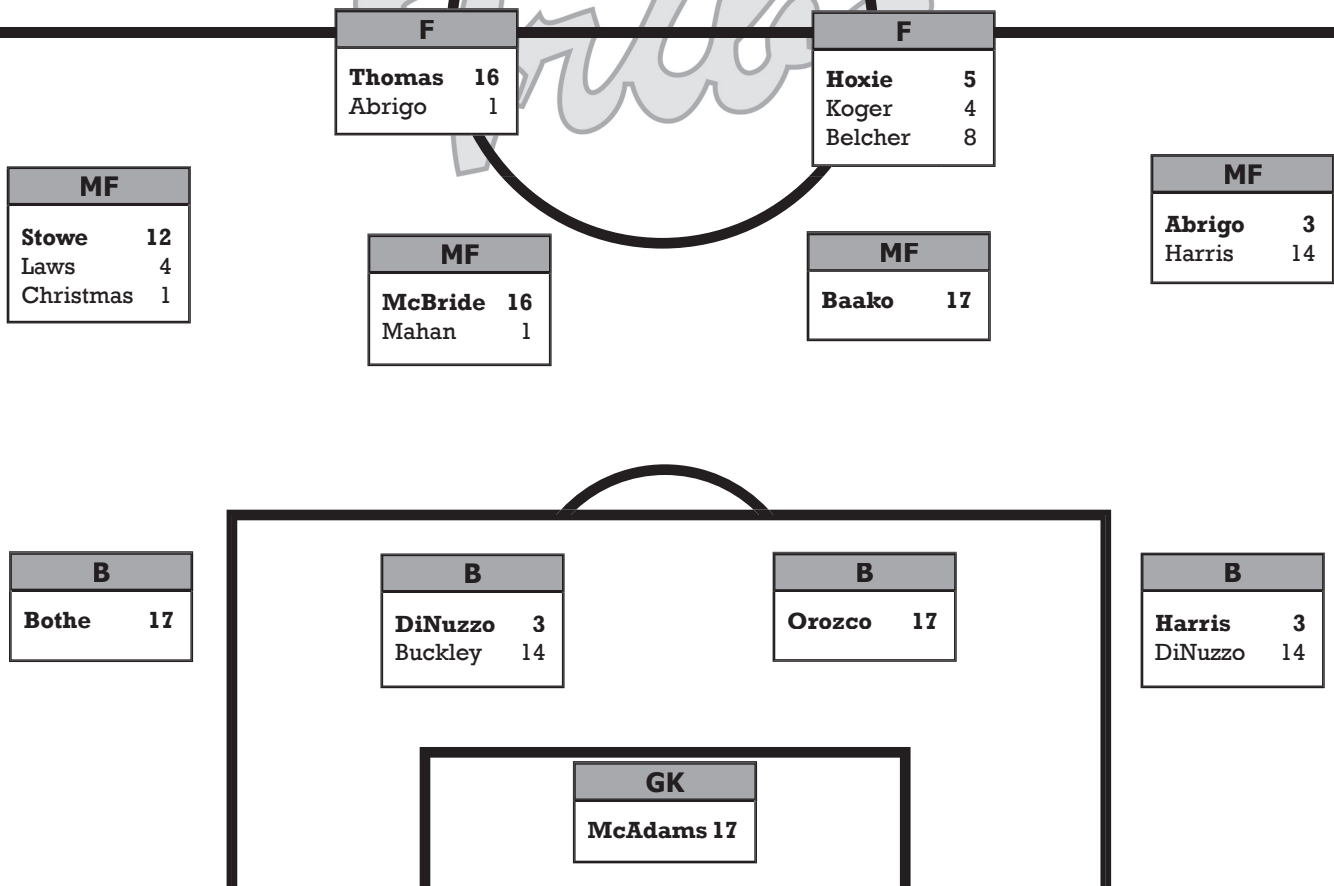 F
Thomas 16
Abrigo 1
F
Hoxie 5
Koger 4
Belcher 8
MF
Stowe 12
Laws 4
Christmas 1
MF
McBride 16
Mahan 1
MF
Baako 17
MF
Abrigo 3
Harris 14
B
Bothe 17
B
DiNuzzo 3
Buckley 14
B
Orozco 17
B
Harris 3
DiNuzzo 14
GK
McAdams 17